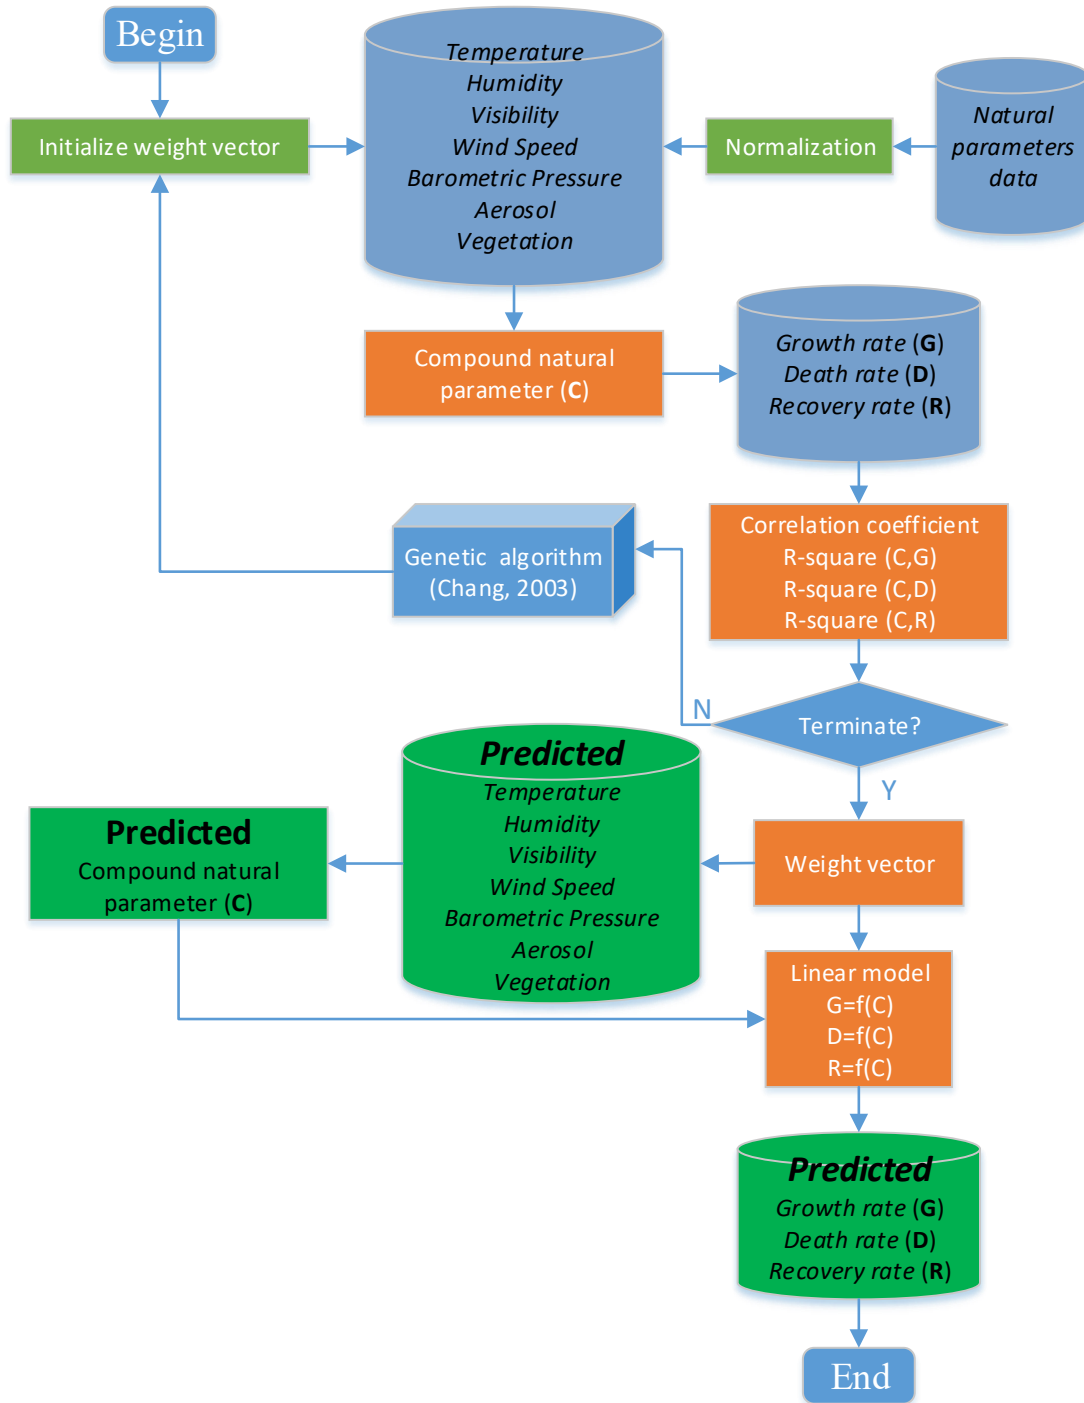 Begin
Initialize weight vector
Temperature
Humidity
Visibility
Wind Speed
Barometric Pressure
Aerosol
Vegetation
Normalization
Natural
parameters
data
Compound natural
parameter (C)
Growth rate (G)
Death rate (D)
Recovery rate (R)
Genetic algorithm
(Chang, 2003)
Correlation coefficient
R-square (C,G)
R-square (C,D)
R-square (C,R)
Terminate?
N
Y
Weight vector
Predicted
Temperature
Humidity
Visibility
Wind Speed
Barometric Pressure
Aerosol
Vegetation
Predicted
Compound natural
parameter (C)
Linear model
G=f(C)
D=f(C)
R=f(C)
Predicted
Growth rate (G)
Death rate (D)
Recovery rate (R)
End